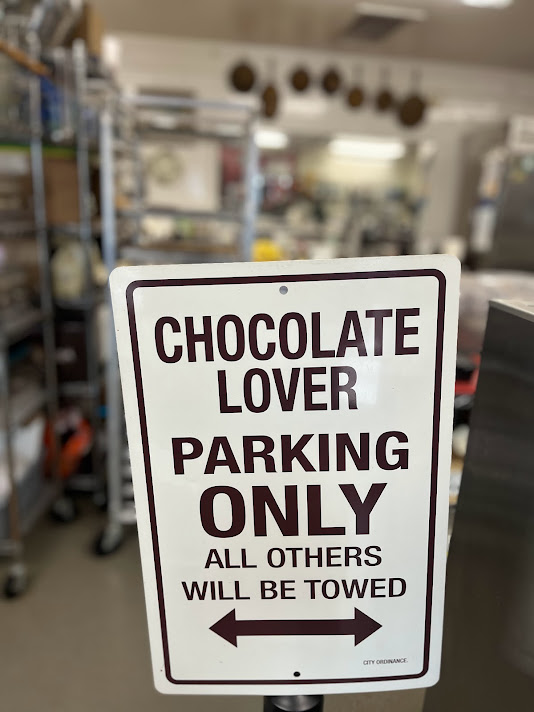 CHOCOLATE
LOVER
PARKING
ONLY
ALL OTHERS
WILL BE TOWED
CITY ORDINANCE.